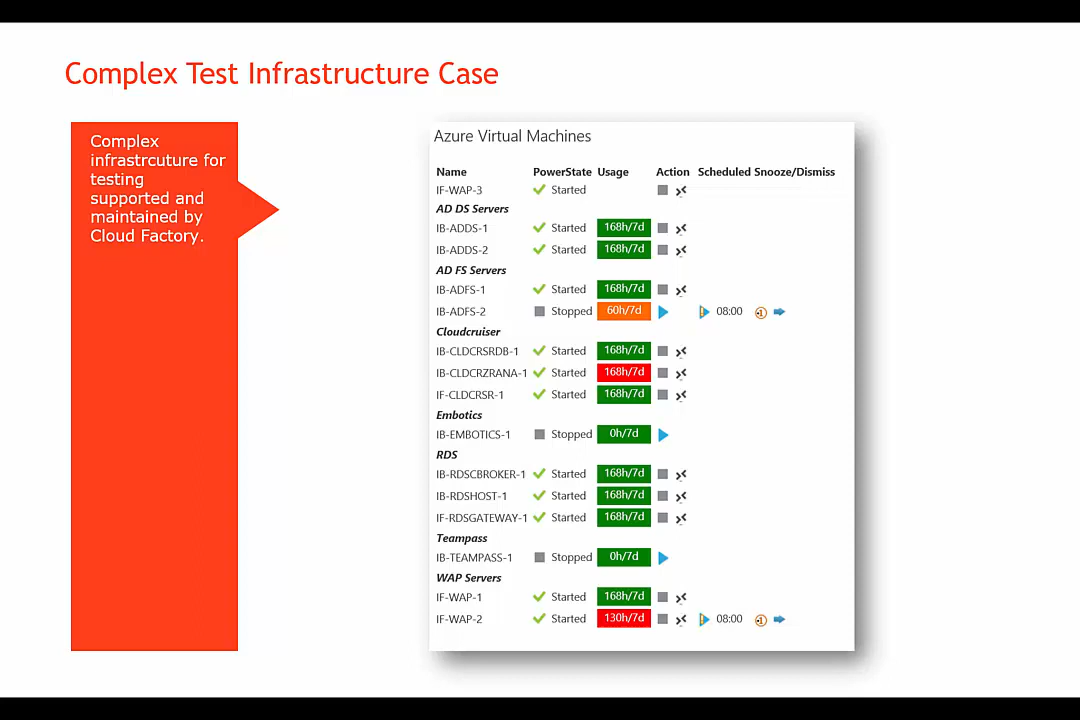 Complex Test Infrastructure Case
Complex
infrastrcuture for
testing
supported and
maintained by
Cloud Factory.
Azure Virtual Machines
Name PowerState Usage Action Scheduled Snooze/Dismiss
IF-WAP-3 Started
AD DS Servers
IB-ADDS-1 Started 168h/7d
IB-ADDS-2 Started 168h/7d
AD FS Servers
IB-ADFS-1 Started 168h/7d
IB-ADFS-2 Stopped 60h/7d 08:00
Cloudcruiser
IB-CLDCRSRDB-1 Started 168h/7d
IB-CLDCRZRANA-1 Started 168h/7d
IF-CLDCRSR-1 Started 168h/7d
Embotics
IB-EMBOTICS-1 Stopped 0h/7d
RDS
IB-RDSCBROKER-1 Started 168h/7d
IB-RDSHOST-1 Started 168h/7d
IF-RDSGATEWAY-1 Started 168h/7d
Teampass
IB-TEAMPASS-1 Stopped 0h/7d
WAP Servers
IF-WAP-1 Started 168h/7d
IF-WAP-2 Started 130h/7d 08:00